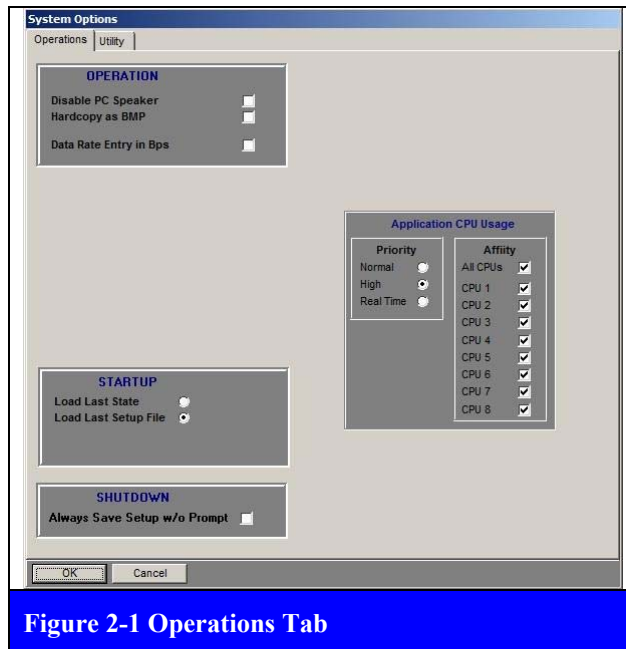 System Options
Operations
Utility
OPERATION
Disable PC Speaker
Hardcopy as BMP
Data Rate Entry in Bps
Application CPU Usage
Priority
Normal
High
Real Time
Affiity
All CPUs
CPU 1
CPU 2
CPU 3
CPU 4
CPU 5
CPU 6
CPU 7
CPU 8
STARTUP
Load Last State
Load Last Setup File
SHUTDOWN
Always Save Setup w/o Prompt
OK
Cancel
Figure 2-1 Operations Tab